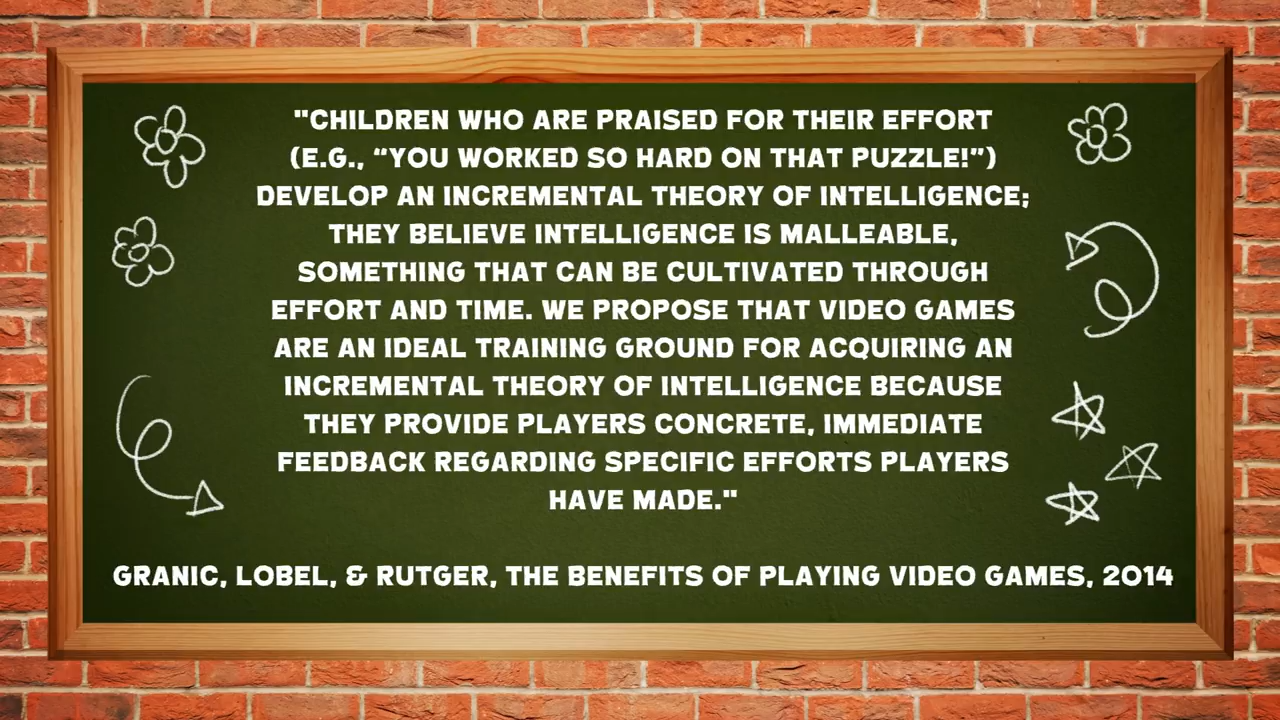 "CHILDREN WHO ARE PRAISED FOR THEIR EFFORT
(E.G., “YOU WORKED SO HARD ON THAT PUZZLE!”)
DEVELOP AN INCREMENTAL THEORY OF INTELLIGENCE;
THEY BELIEVE INTELLIGENCE IS MALLEABLE,
SOMETHING THAT CAN BE CULTIVATED THROUGH
EFFORT AND TIME. WE PROPOSE THAT VIDEO GAMES
ARE AN IDEAL TRAINING GROUND FOR ACQUIRING AN
INCREMENTAL THEORY OF INTELLIGENCE BECAUSE
THEY PROVIDE PLAYERS CONCRETE, IMMEDIATE
FEEDBACK REGARDING SPECIFIC EFFORTS PLAYERS
HAVE MADE."
GRANIC, LOBEL, & RUTGER, THE BENEFITS OF PLAYING VIDEO GAMES, 2014